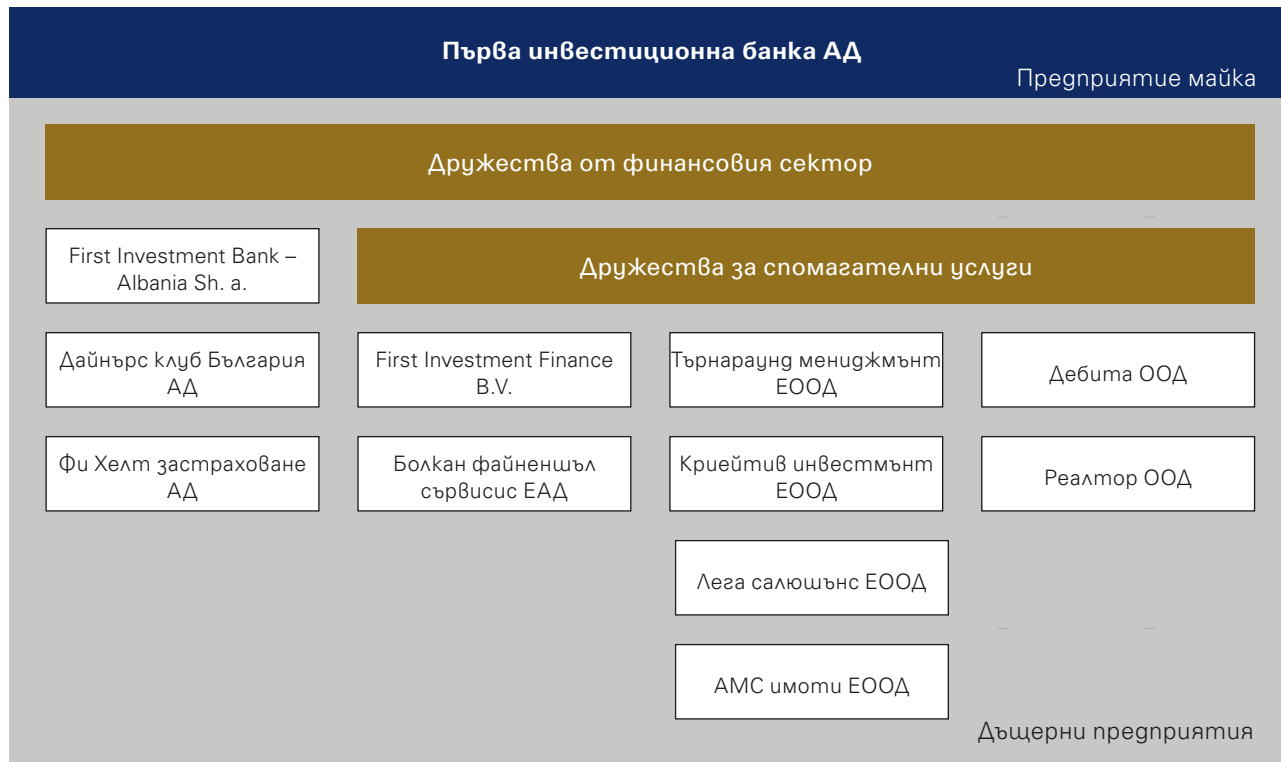 Първа инвестиционна банка АД
Предприятие майка
Дружества от финансовия сектор
First Investment Bank –
Albania Sh. a.
Дружества за спомагателни услуги
Дайнърс клуб България
АД
First Investment Finance
B.V.
Търнараунд мениджмънт
ЕООД
Дебита ООД
Фи Хелт застраховане
АД
Болкан файненшъл
сървисис ЕАД
Криейтив инвестмънт
ЕООД
Реалтор ООД
Лега салюшънс ЕООД
АМС имоти ЕООД
Дъщерни предприятия